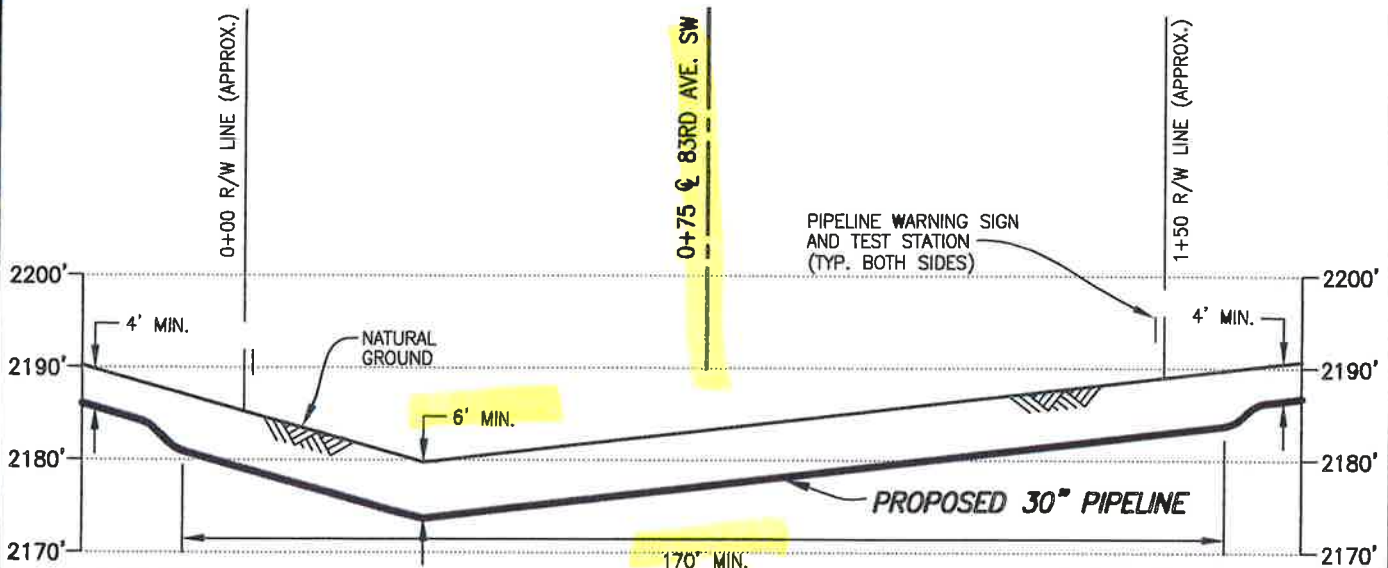 0+00 R/W LINE (APPROX.)
0+75 ℄ 83RD AVE. SW
1+50 R/W LINE (APPROX.)
PIPELINE WARNING SIGN
AND TEST STATION
(TYP. BOTH SIDES)
2200'
2200'
4' MIN.
4' MIN.
NATURAL
GROUND
2190'
2190'
6' MIN.
2180'
2180'
PROPOSED 30" PIPELINE
2170'
2170'
170' MIN.